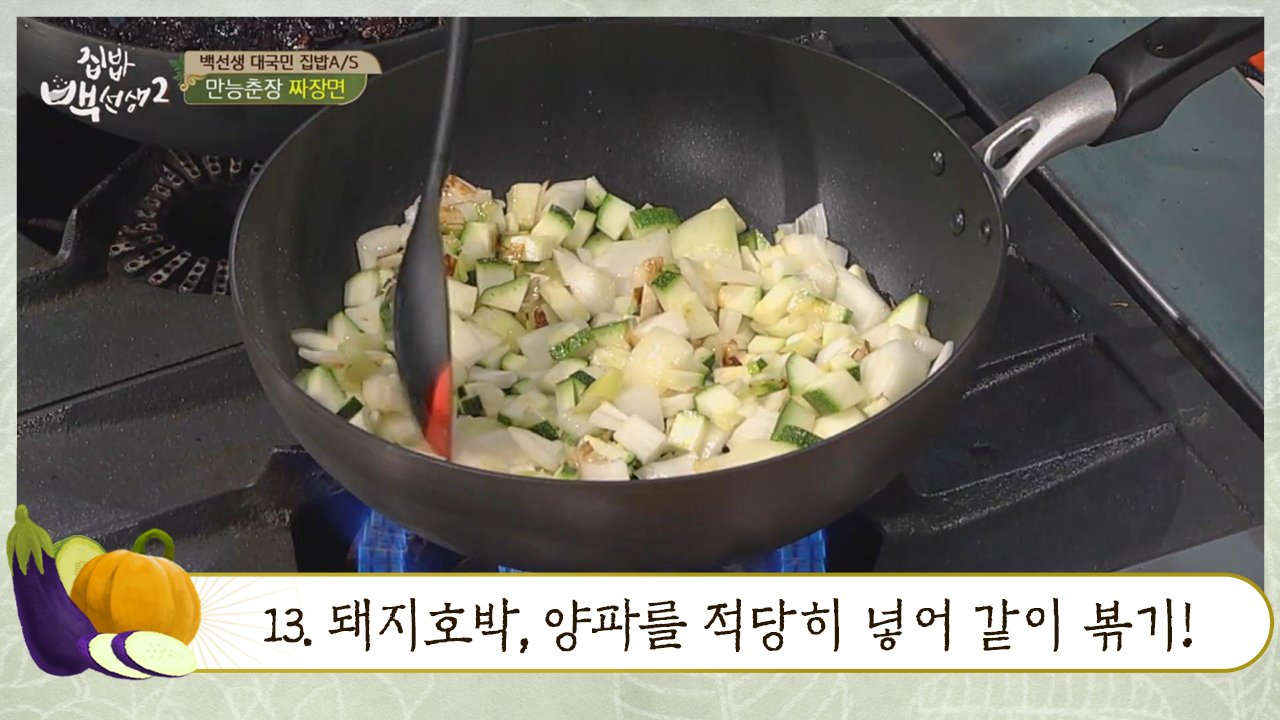 집밥
백선생2
백선생 대국민 집밥A/S
만능춘장 짜장면
13. 돼지호박, 양파를 적당히 넣어 같이 볶기!